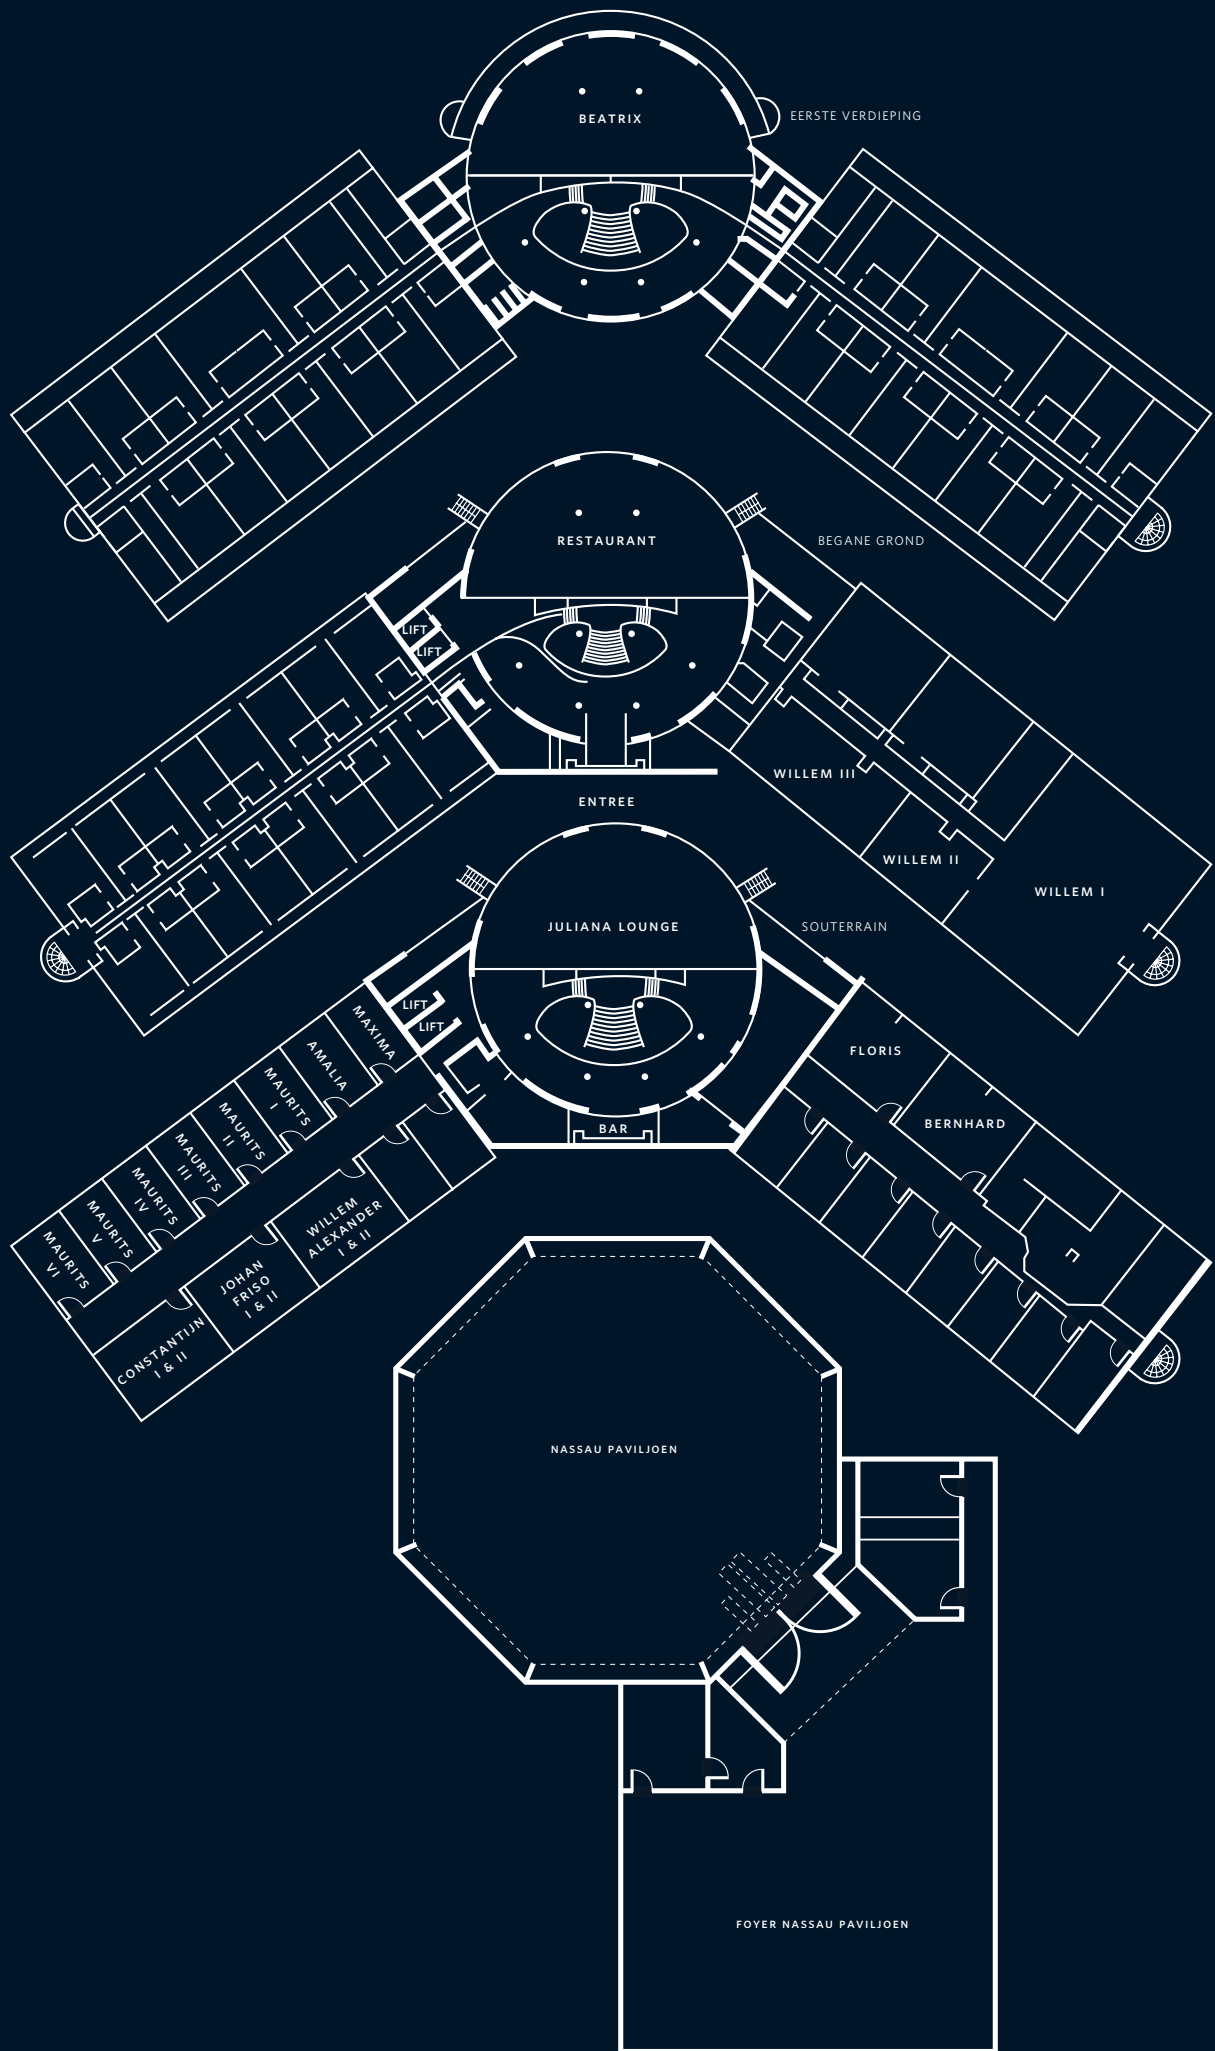 BEATRIX
EERSTE VERDIEPING
RESTAURANT
BEGANE GROND
LIFT
LIFT
WILLEM III
ENTREE
WILLEM II
WILLEM I
JULIANA LOUNGE
SOUTERRAIN
LIFT
LIFT
MAXIMA
AMALIA
MAURITS
I
MAURITS
II
MAURITS
III
MAURITS
IV
MAURITS
V
MAURITS
VI
FLORIS
BERNHARD
BAR
WILLEM
ALEXANDER
I & II
JOHAN
FRISO
I & II
CONSTANTIJN
I & II
NASSAU PAVILJOEN
FOYER NASSAU PAVILJOEN